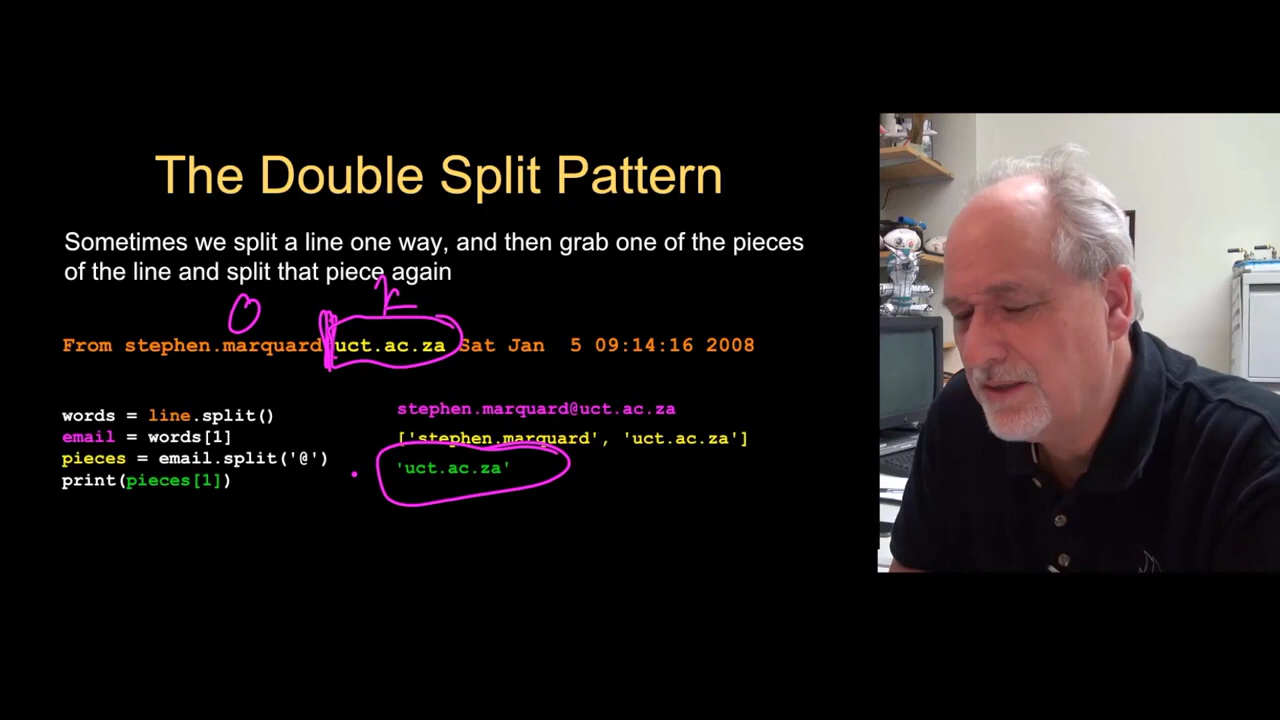 The Double Split Pattern
Sometimes we split a line one way, and then grab one of the pieces
of the line and split that piece again
0
From stephen.marquard uct.ac.za Sat Jan 5 09:14:16 2008
words = line.split()
email = words[1]
pieces = email.split('@')
print(pieces[1])
stephen.marquard@uct.ac.za
['stephen.marquard', 'uct.ac.za']
'uct.ac.za'